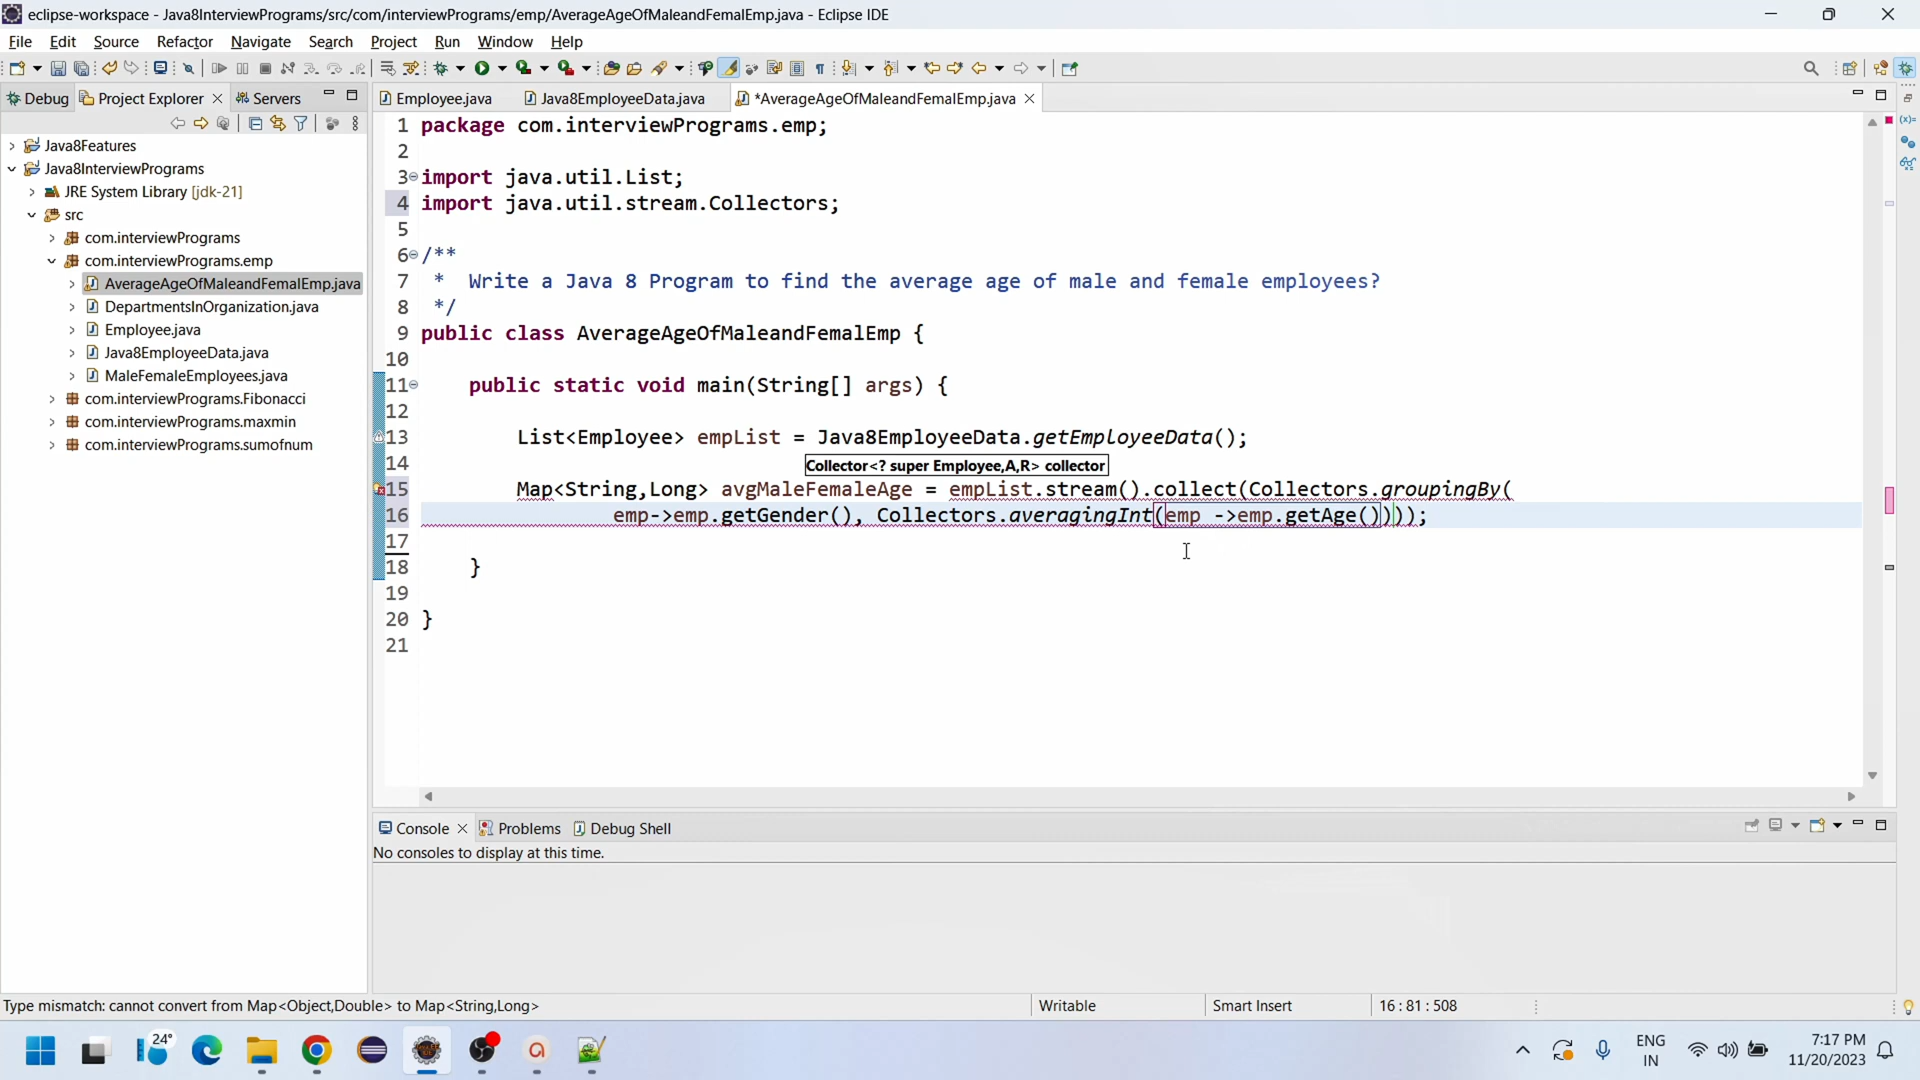 eclipse-workspace - Java8InterviewPrograms/src/com/interviewPrograms/emp/AverageAgeOfMaleandFemalEmp.java - Eclipse IDE
File Edit Source Refactor Navigate Search Project Run Window Help
Debug Project Explorer Servers Employee.java Java8EmployeeData.java *AverageAgeOfMaleandFemalEmp.java
Java8Features
Java8InterviewPrograms
JRE System Library [jdk-21]
src
com.interviewPrograms
com.interviewPrograms.emp
AverageAgeOfMaleandFemalEmp.java
DepartmentsInOrganization.java
Employee.java
Java8EmployeeData.java
MaleFemaleEmployees.java
com.interviewPrograms.Fibonacci
com.interviewPrograms.maxmin
com.interviewPrograms.sumofnum
1 package com.interviewPrograms.emp;
2
3 import java.util.List;
4 import java.util.stream.Collectors;
5
6 /**
7 * Write a Java 8 Program to find the average age of male and female employees?
8 */
9 public class AverageAgeOfMaleandFemalEmp {
10
11 public static void main(String[] args) {
12
13 List<Employee> empList = Java8EmployeeData.getEmployeeData();
14 Collector<? super Employee,A,R> collector
15 Map<String,Long> avgMaleFemaleAge = empList.stream().collect(Collectors.groupingBy(
16 emp->emp.getGender(), Collectors.averagingInt(emp ->emp.getAge())));
17
18 }
19
20 }
21
Console Problems Debug Shell
No consoles to display at this time.
Type mismatch: cannot convert from Map<Object,Double> to Map<String,Long> Writable Smart Insert 16 : 81 : 508
24°
ENG
IN
7:17 PM
11/20/2023